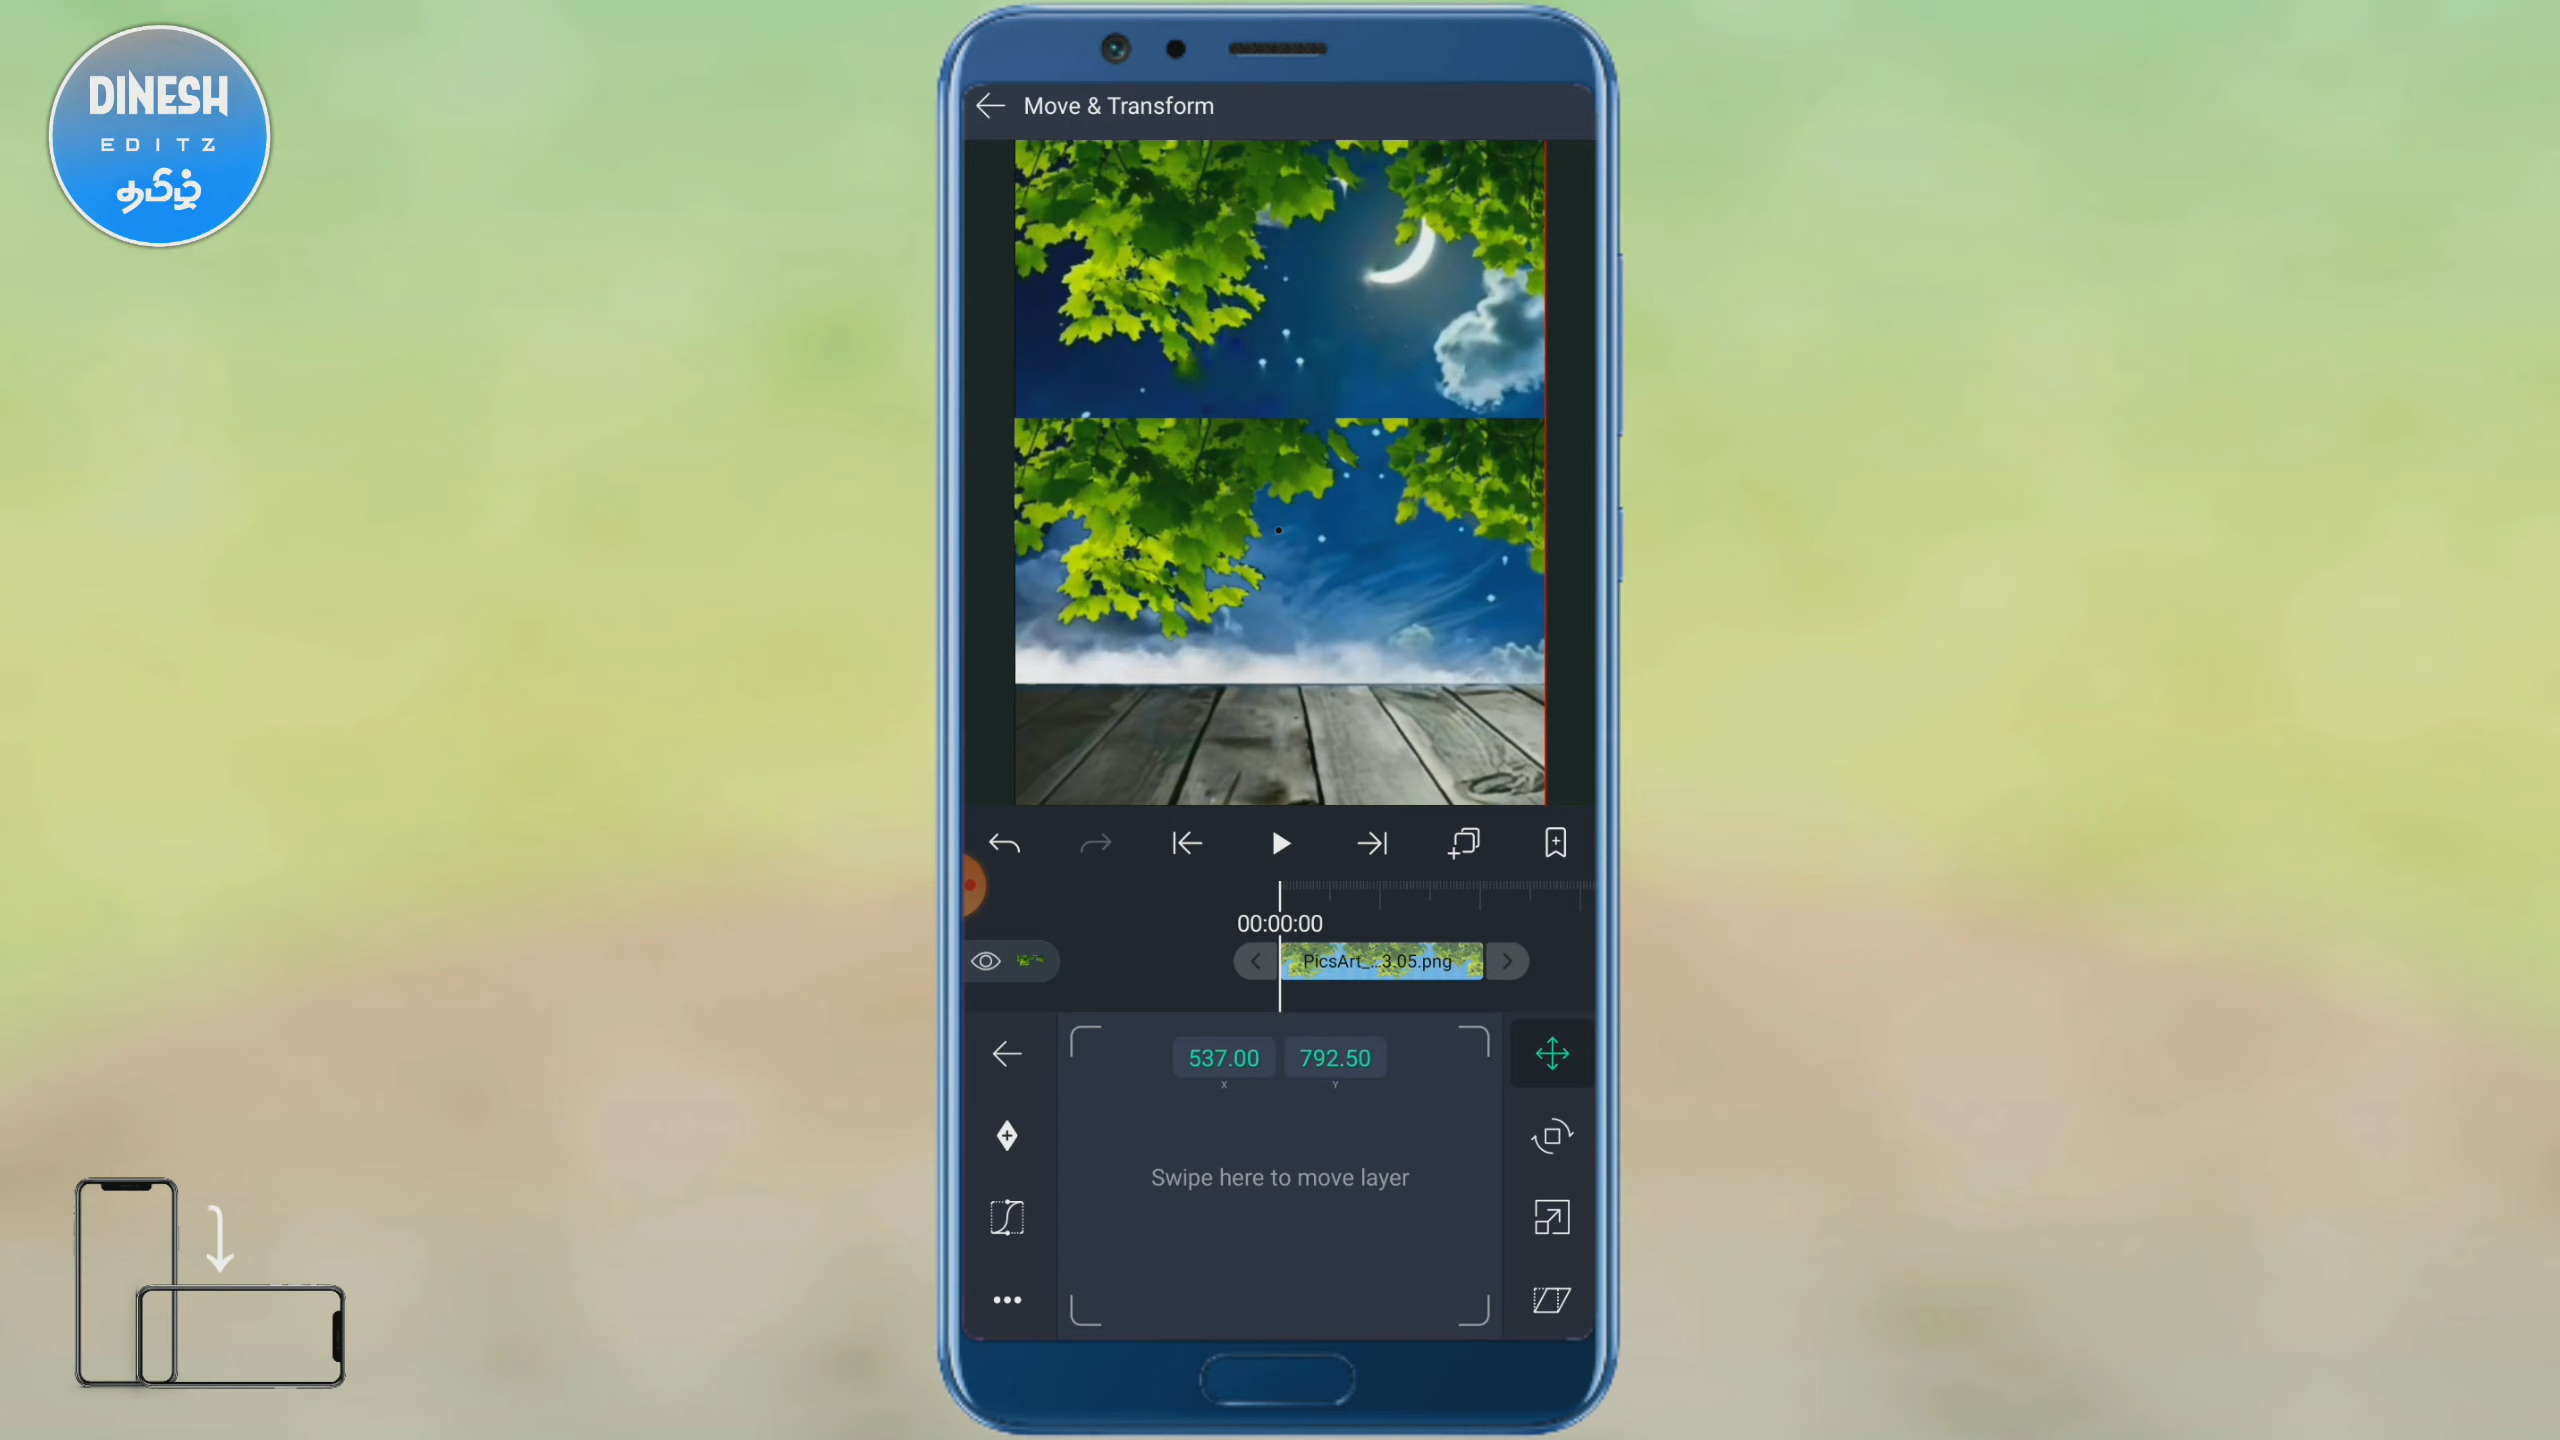 DINESH
EDITZ
தமிழ்
Move & Transform
00:00:00
PicsArt_...3.05.png
537.00 792.50
X Y
Swipe here to move layer